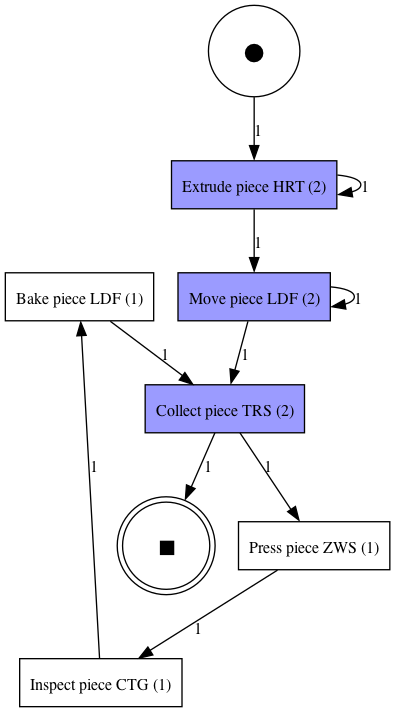 1
Extrude piece HRT (2)
1
1
Bake piece LDF (1)
Move piece LDF (2)
1
1
1
Collect piece TRS (2)
1
1
1
Press piece ZWS (1)
1
Inspect piece CTG (1)